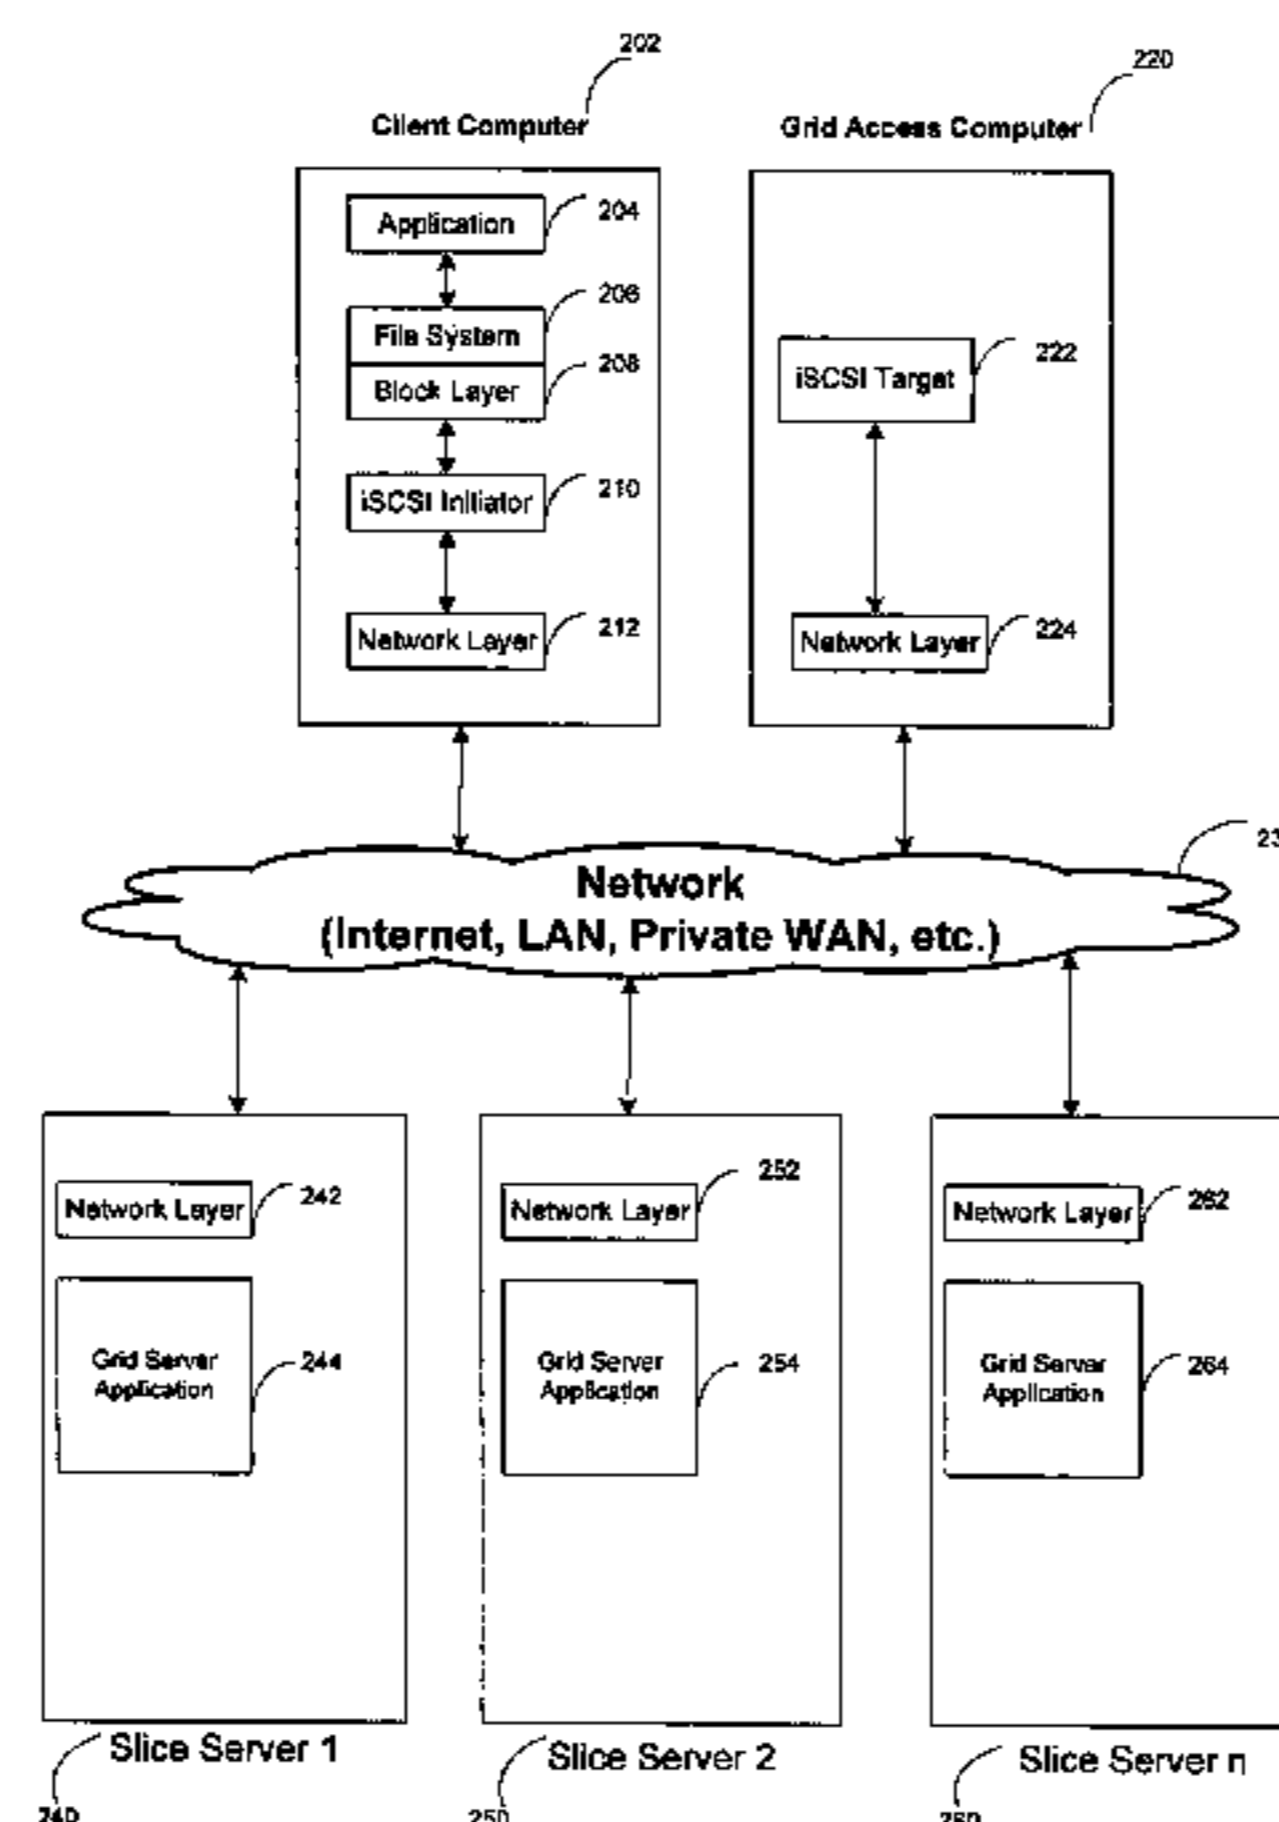 202
220
Client Computer
Grid Access Computer
Application
204
File System
206
Block Layer
208
iSCSI Target
222
iSCSI Initiator
210
Network Layer
212
Network Layer
224
Network
(Internet, LAN, Private WAN, etc.)
Network Layer
242
Network Layer
252
Network Layer
262
Grid Server
Application
244
Grid Server
Application
254
Grid Server
Application
264
Slice Server 1
Slice Server 2
Slice Server n
240
250
260